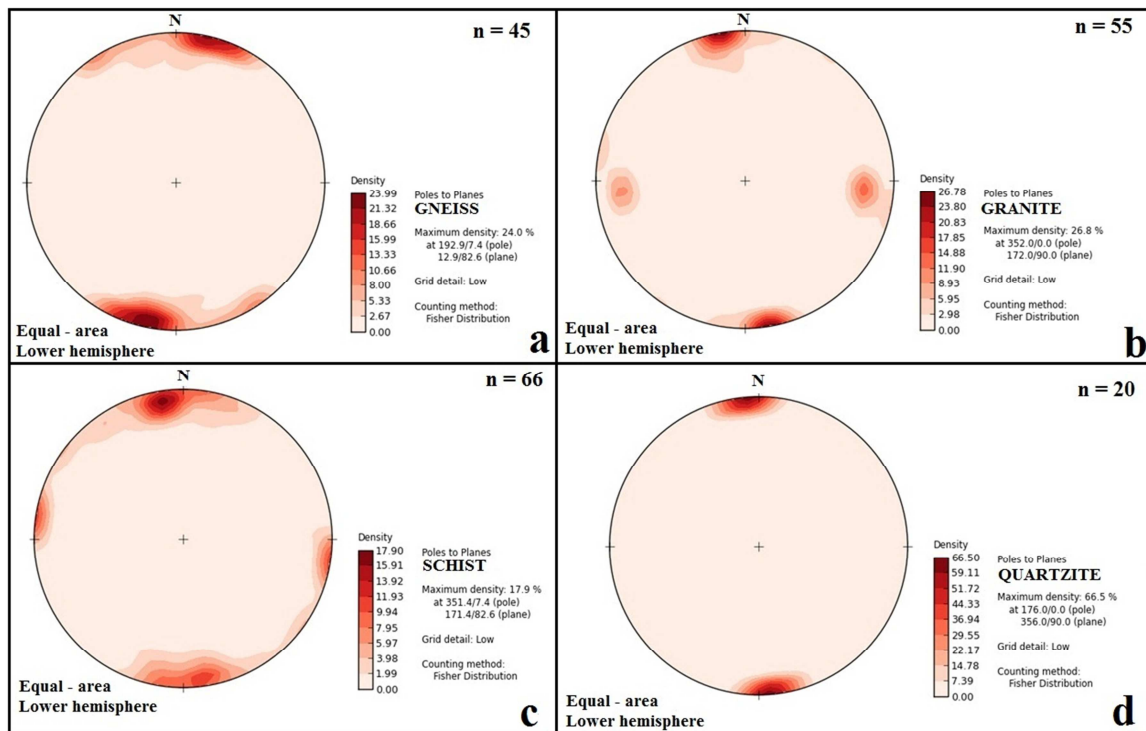 N
n = 45
Density
23.99
21.32
18.66
15.99
13.33
10.66
8.00
5.33
2.67
0.00
Poles to Planes
GNEISS
Maximum density: 24.0 %
at 192.9/7.4 (pole)
12.9/82.6 (plane)
Grid detail: Low
Counting method:
Fisher Distribution
Equal - area
Lower hemisphere
a
N
n = 55
Density
26.78
23.80
20.83
17.85
14.88
11.90
8.93
5.95
2.98
0.00
Poles to Planes
GRANITE
Maximum density: 26.8 %
at 352.0/0.0 (pole)
172.0/90.0 (plane)
Grid detail: Low
Counting method:
Fisher Distribution
Equal - area
Lower hemisphere
b
N
n = 66
Density
17.90
15.91
13.92
11.93
9.94
7.95
5.97
3.98
1.99
0.00
Poles to Planes
SCHIST
Maximum density: 17.9 %
at 351.4/7.4 (pole)
171.4/82.6 (plane)
Grid detail: Low
Counting method:
Fisher Distribution
Equal - area
Lower hemisphere
c
N
n = 20
Density
66.50
59.11
51.72
44.33
36.94
29.55
22.17
14.78
7.39
0.00
Poles to Planes
QUARTZITE
Maximum density: 66.5 %
at 176.0/0.0 (pole)
356.0/90.0 (plane)
Grid detail: Low
Counting method:
Fisher Distribution
Equal - area
Lower hemisphere
d